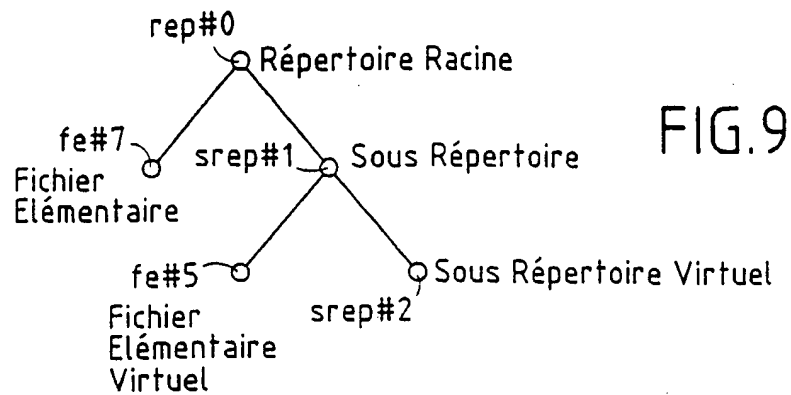 rep#0
Répertoire Racine
FIG.9
fe#7
Fichier
Elémentaire
srep#1
Sous Répertoire
fe#5
Fichier
Elémentaire
Virtuel
srep#2
Sous Répertoire Virtuel